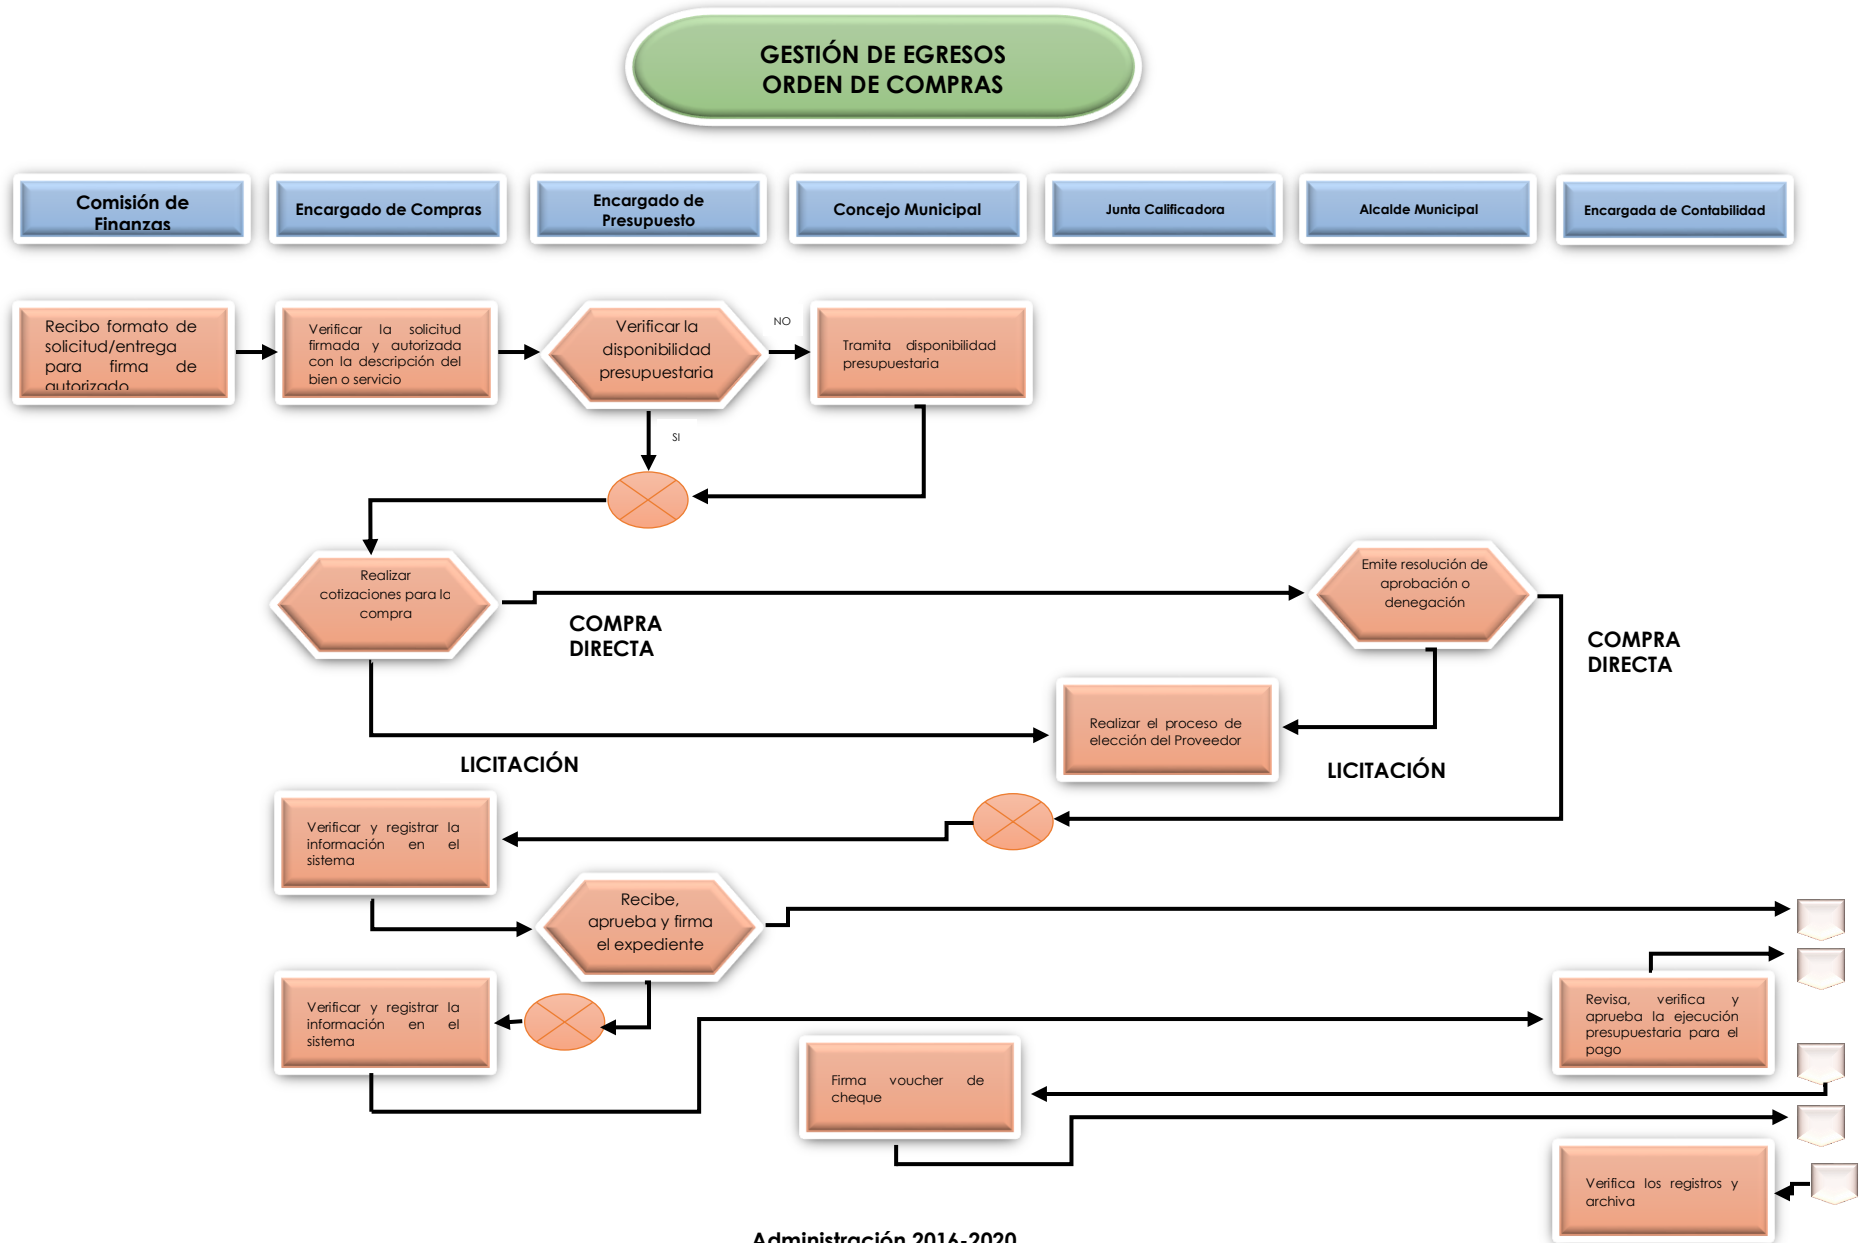 GESTIÓN DE EGRESOS
ORDEN DE COMPRAS
Comisión de
Finanzas
Encargado de Compras
Encargado de
Presupuesto
Concejo Municipal
Junta Calificadora
Alcalde Municipal
Encargada de Contabilidad
Recibo formato de
solicitud/entrega
para firma de
autorizado
Verificar la solicitud
firmada y autorizada
con la descripción del
bien o servicio
Verificar la
disponibilidad
presupuestaria
NO
Tramita disponibilidad
presupuestaria
SI
Realizar
cotizaciones para la
compra
COMPRA
DIRECTA
Emite resolución de
aprobación o
denegación
COMPRA
DIRECTA
Realizar el proceso de
elección del Proveedor
LICITACIÓN
LICITACIÓN
Verificar y registrar la
información en el
sistema
Recibe,
aprueba y firma
el expediente
Verificar y registrar la
información en el
sistema
Revisa, verifica y
aprueba la ejecución
presupuestaria para el
pago
Firma voucher de
cheque
Verifica los registros y
archiva
Administración 2016-2020